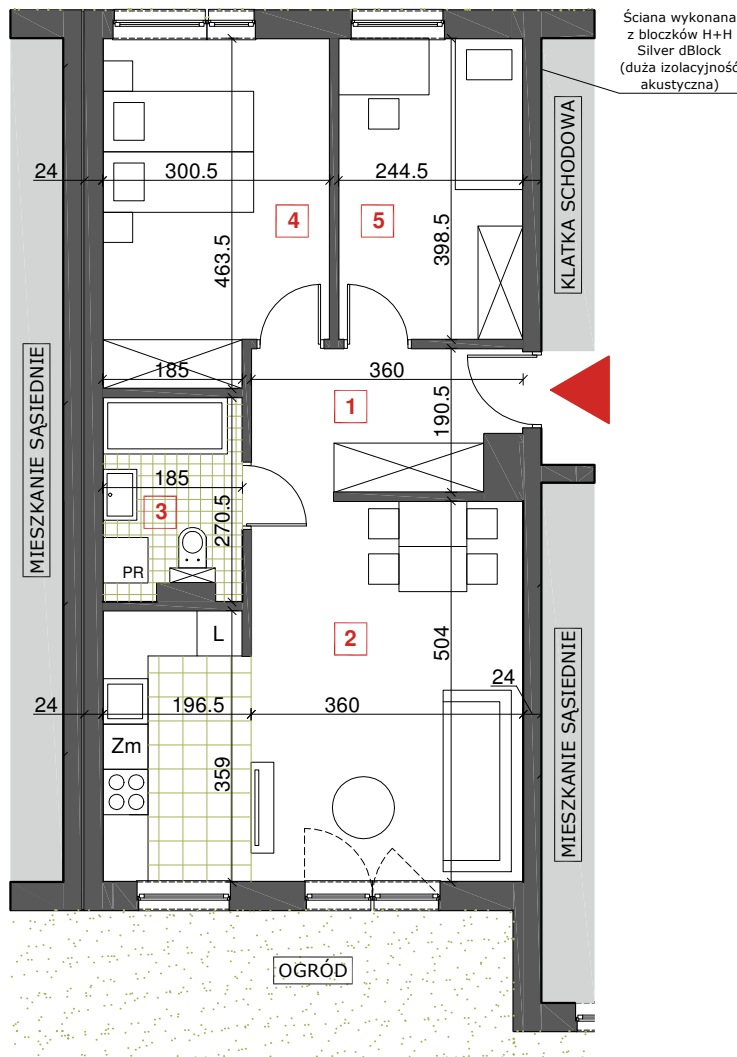 Ściana wykonana
z bloczków H+H
Silver dBlock
(duża izolacyjność
akustyczna)
KLATKA SCHODOWA
24
300.5
244.5
4
5
463.5
398.5
MIESZKANIE SĄSIEDNIE
185
360
1
190.5
185
3
270.5
PR
L
2
504
MIESZKANIE SĄSIEDNIE
24
196.5
360
24
Zm
359
OGRÓD